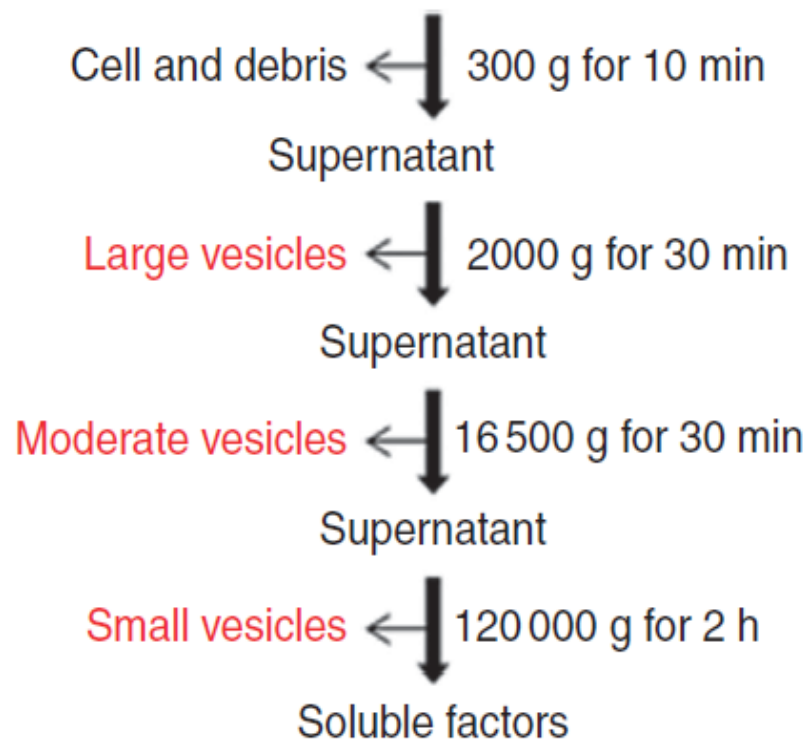 Cell and debris 300 g for 10 min
Supernatant
Large vesicles 2000 g for 30 min
Supernatant
Moderate vesicles 16 500 g for 30 min
Supernatant
Small vesicles 120 000 g for 2 h
Soluble factors